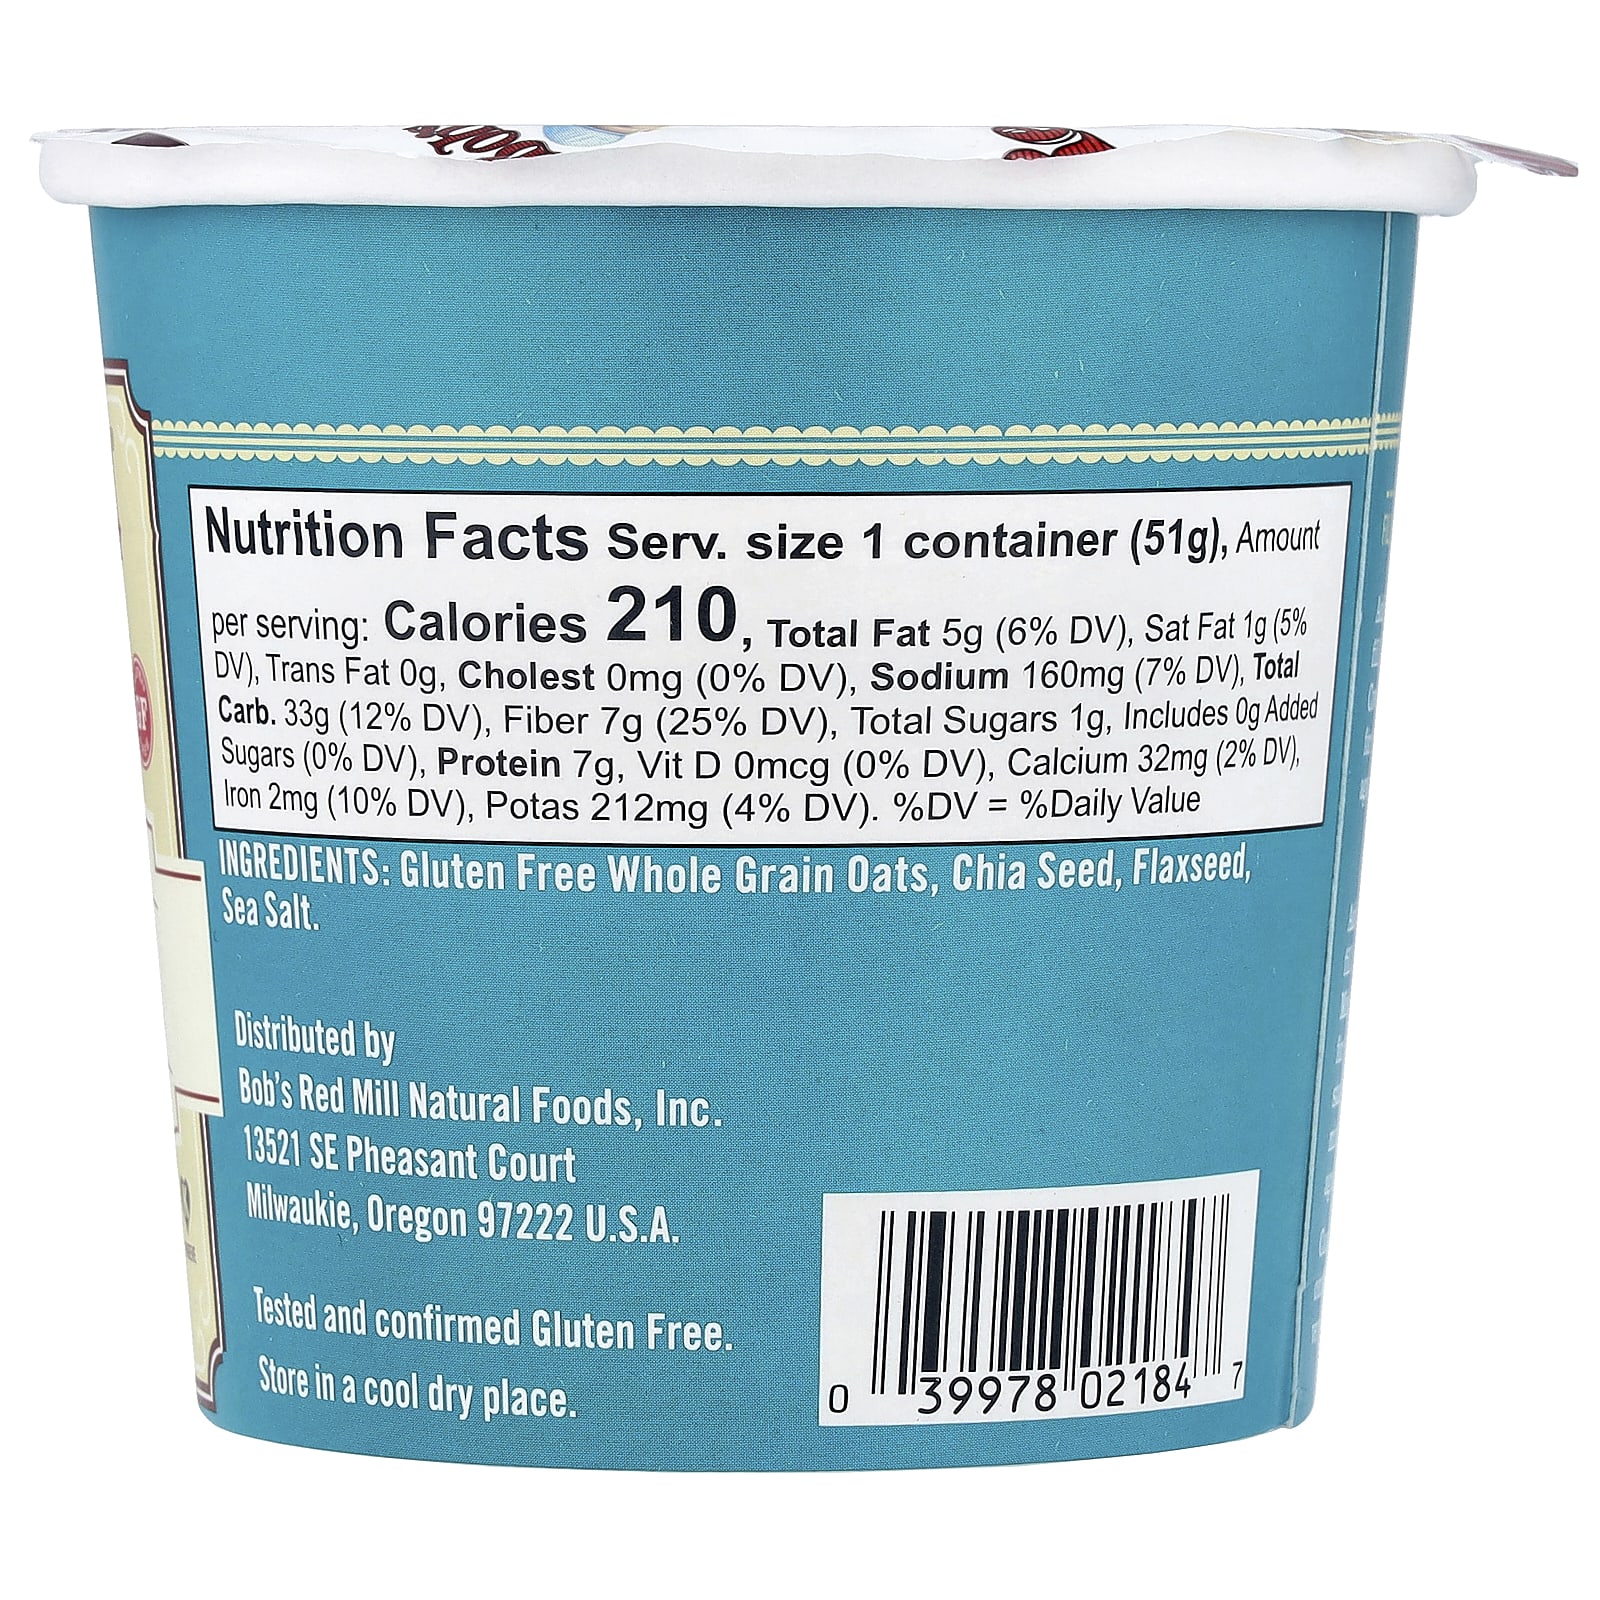 Nutrition Facts Serv. size 1 container (51g), Amount
per serving: Calories 210, Total Fat 5g (6% DV), Sat Fat 1g (5%
DV), Trans Fat 0g, Cholest 0mg (0% DV), Sodium 160mg (7% DV), Total
Carb. 33g (12% DV), Fiber 7g (25% DV), Total Sugars 1g, Includes 0g Added
Sugars (0% DV), Protein 7g, Vit D 0mcg (0% DV), Calcium 32mg (2% DV),
Iron 2mg (10% DV), Potas 212mg (4% DV). %DV = %Daily Value
INGREDIENTS: Gluten Free Whole Grain Oats, Chia Seed, Flaxseed,
Sea Salt.
Distributed by
Bob's Red Mill Natural Foods, Inc.
13521 SE Pheasant Court
Milwaukie, Oregon 97222 U.S.A.
Tested and confirmed Gluten Free.
Store in a cool dry place.
0 39978 02184 7